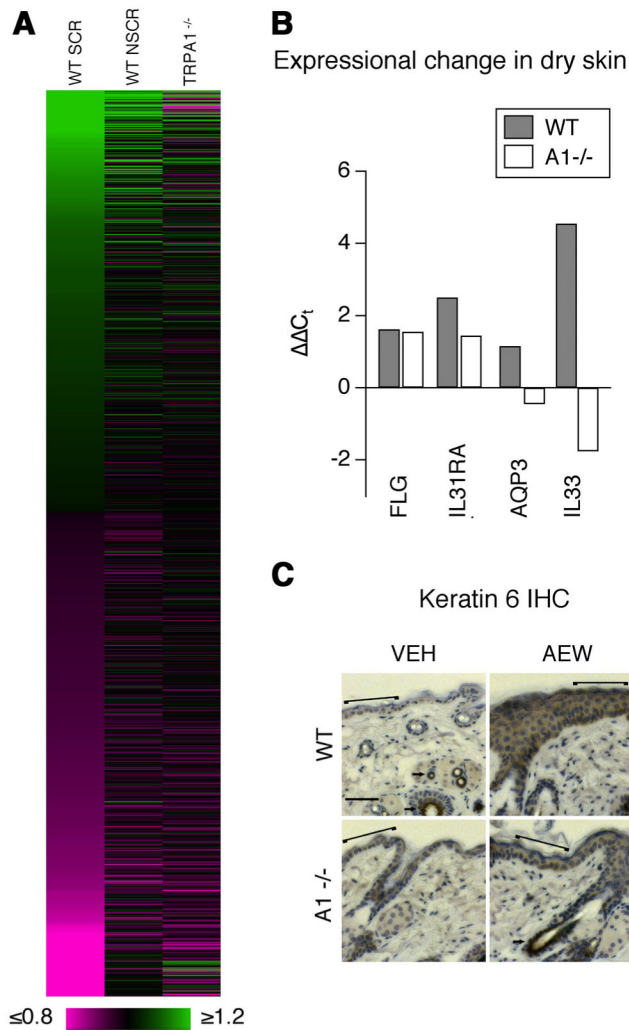 A
WT SCR
WT NSCR
TRPA1 -/-
≤0.8
≥1.2
B
Expressional change in dry skin
WT
A1-/-
6
4
2
0
-2
ΔΔCt
FLG
IL31RA
AQP3
IL33
C
Keratin 6 IHC
VEH
AEW
WT
A1 -/-